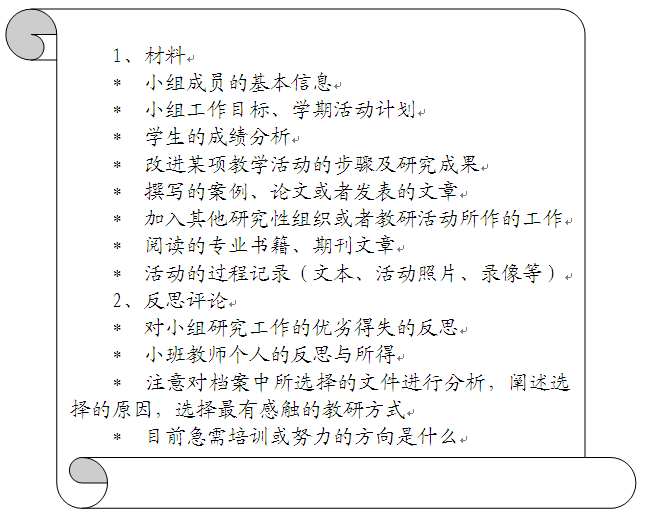 1、材料
* 小组成员的基本信息
* 小组工作目标、学期活动计划
* 学生的成绩分析
* 改进某项教学活动的步骤及研究成果
* 撰写的案例、论文或者发表的文章
* 加入其他研究性组织或者教研活动所作的工作
* 阅读的专业书籍、期刊文章
* 活动的过程记录（文本、活动照片、录像等）
2、反思评论
* 对小组研究工作的优劣得失的反思
* 小班教师个人的反思与所得
* 注意对档案中所选择的文件进行分析，阐述选
择的原因，选择最有感触的教研方式
* 目前急需培训或努力的方向是什么